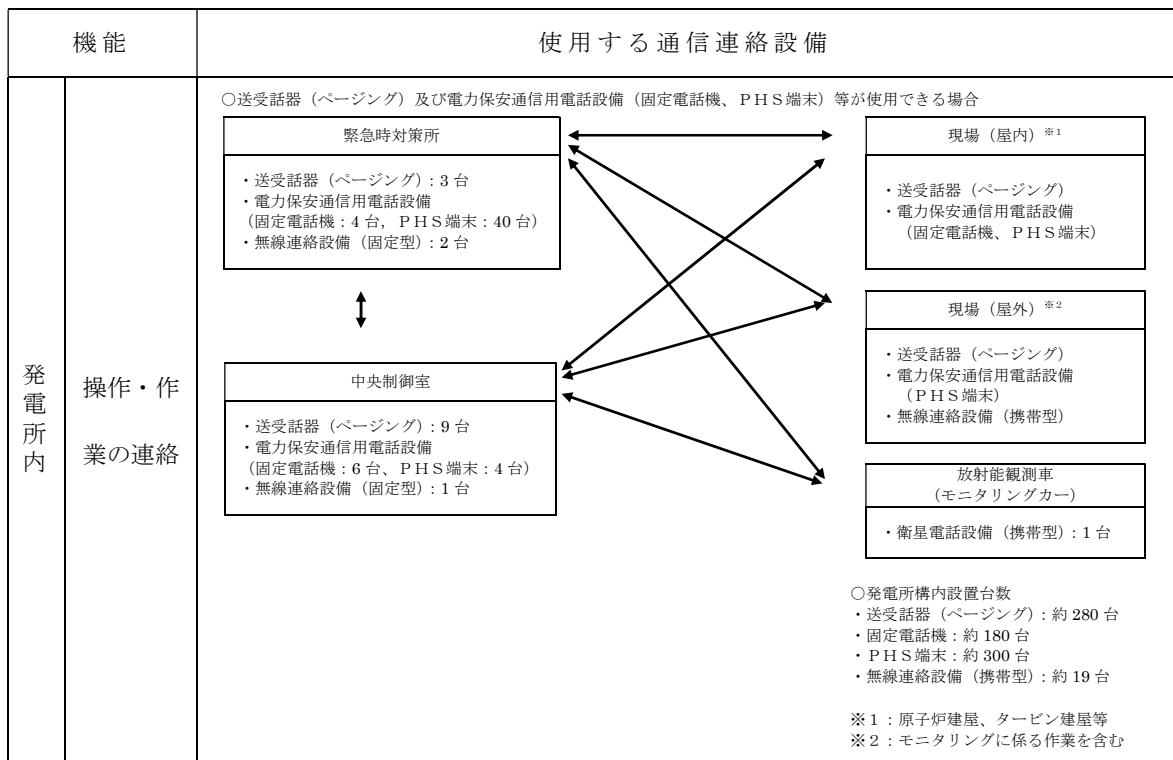 機能
使用する通信連絡設備
発電所内
操作・作
業の連絡
○送受話器（ページング）及び電力保安通信用電話設備（固定電話機、ＰＨＳ端末）等が使用できる場合
緊急時対策所
・送受話器（ページング）：3 台
・電力保安通信用電話設備
（固定電話機：4 台，ＰＨＳ端末：40 台）
・無線連絡設備（固定型）：2 台
中央制御室
・送受話器（ページング）：9 台
・電力保安通信用電話設備
（固定電話機：6 台、ＰＨＳ端末：4 台）
・無線連絡設備（固定型）：1 台
現場（屋内）※1
・送受話器（ページング）
・電力保安通信用電話設備
（固定電話機、ＰＨＳ端末）
現場（屋外）※2
・送受話器（ページング）
・電力保安通信用電話設備
（ＰＨＳ端末）
・無線連絡設備（携帯型）
放射能観測車
（モニタリングカー）
・衛星電話設備（携帯型）：1 台
○発電所構内設置台数
・送受話器（ページング）：約 280 台
・固定電話機：約 180 台
・ＰＨＳ端末：約 300 台
・無線連絡設備（携帯型）：約 19 台
※１：原子炉建屋、タービン建屋等
※２：モニタリングに係る作業を含む